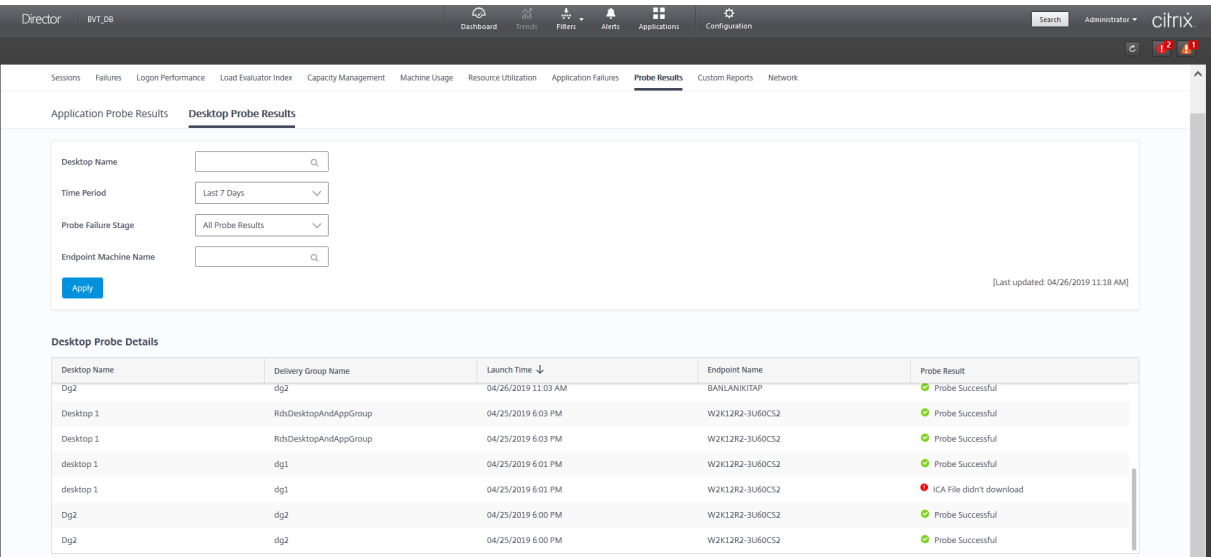 Director BVT_DB Dashboard Trends Filters Alerts Applications Configuration Search Administrator citrix
2 1
Sessions Failures Logon Performance Load Evaluator Index Capacity Management Machine Usage Resource Utilization Application Failures Probe Results Custom Reports Network
Application Probe Results Desktop Probe Results
Desktop Name
Time Period Last 7 Days
Probe Failure Stage All Probe Results
Endpoint Machine Name
Apply [Last updated: 04/26/2019 11:18 AM]
Desktop Probe Details
Desktop Name Delivery Group Name Launch Time Endpoint Name Probe Result
Dg2 dg2 04/26/2019 11:03 AM BANLANIKITAP Probe Successful
Desktop 1 RdsDesktopAndAppGroup 04/25/2019 6:03 PM W2K12R2-3U60CS2 Probe Successful
Desktop 1 RdsDesktopAndAppGroup 04/25/2019 6:03 PM W2K12R2-3U60CS2 Probe Successful
desktop 1 dg1 04/25/2019 6:01 PM W2K12R2-3U60CS2 Probe Successful
desktop 1 dg1 04/25/2019 6:01 PM W2K12R2-3U60CS2 ICA File didn't download
Dg2 dg2 04/25/2019 6:00 PM W2K12R2-3U60CS2 Probe Successful
Dg2 dg2 04/25/2019 6:00 PM W2K12R2-3U60CS2 Probe Successful